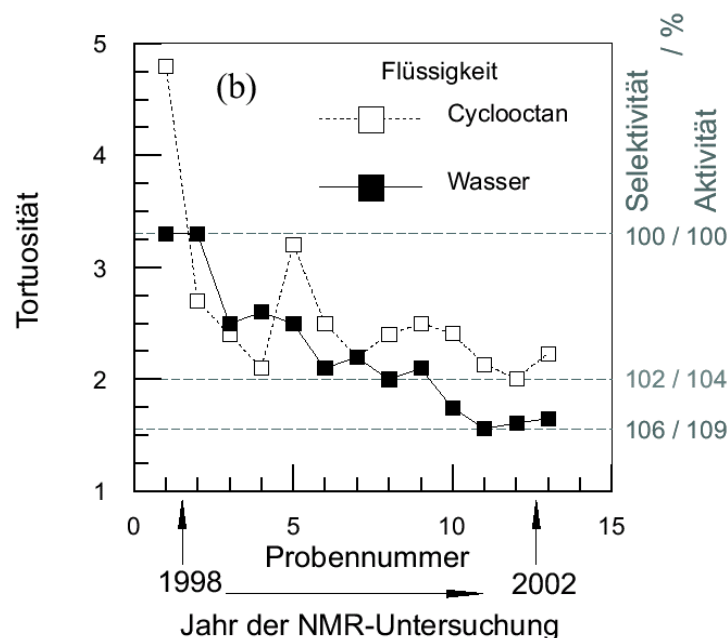 (b)
Flüssigkeit
Cyclooctan
Wasser
Tortuosität
5
4
3
2
1
0
5
10
15
Probennummer
1998
2002
Jahr der NMR-Untersuchung
Selektivität
Aktivität
/ %
100 / 100
102 / 104
106 / 109